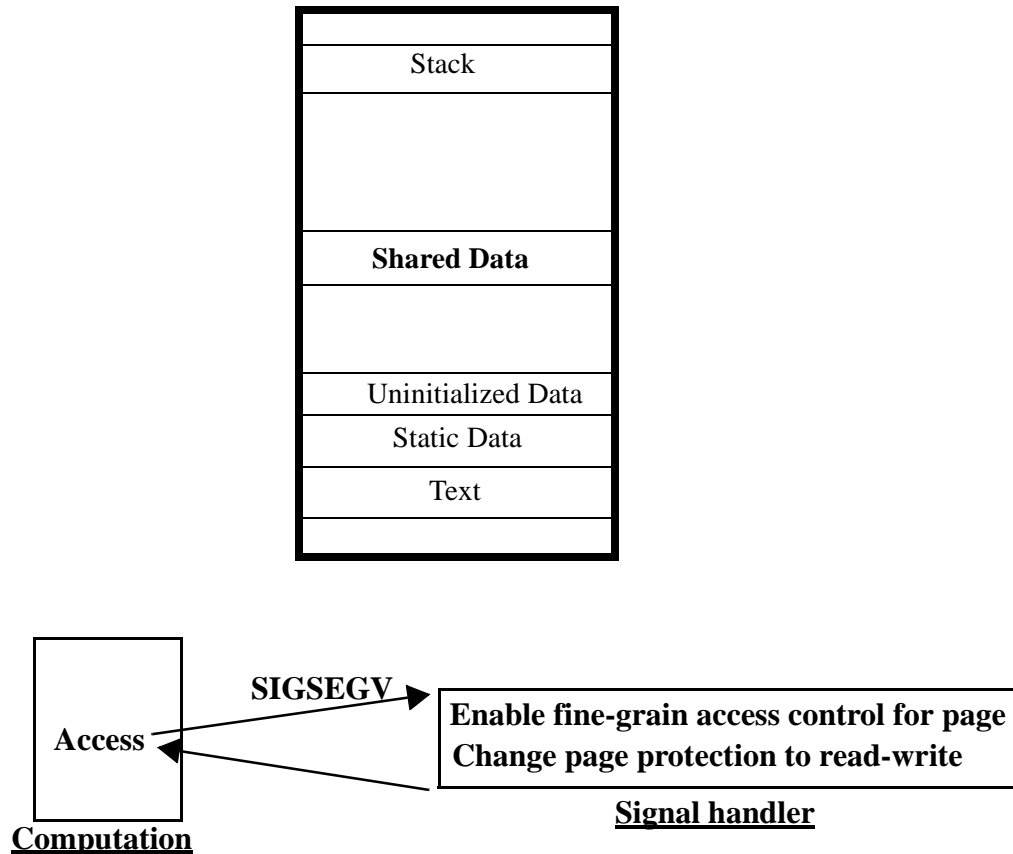 Stack
Shared Data
Uninitialized Data
Static Data
Text
SIGSEGV
Access
Enable fine-grain access control for page
Change page protection to read-write
Signal handler
Computation